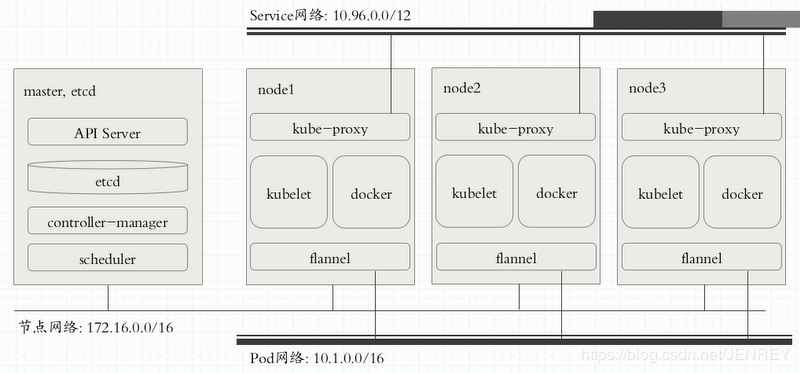 Service网络: 10.96.0.0/12
master, etcd
API Server
etcd
controller-manager
scheduler
node1
kube-proxy
kubelet
docker
flannel
node2
kube-proxy
kubelet
docker
flannel
node3
kube-proxy
kubelet
docker
flannel
节点网络: 172.16.0.0/16
Pod网络: 10.1.0.0/16
https://blog.csdn.net/JENREY